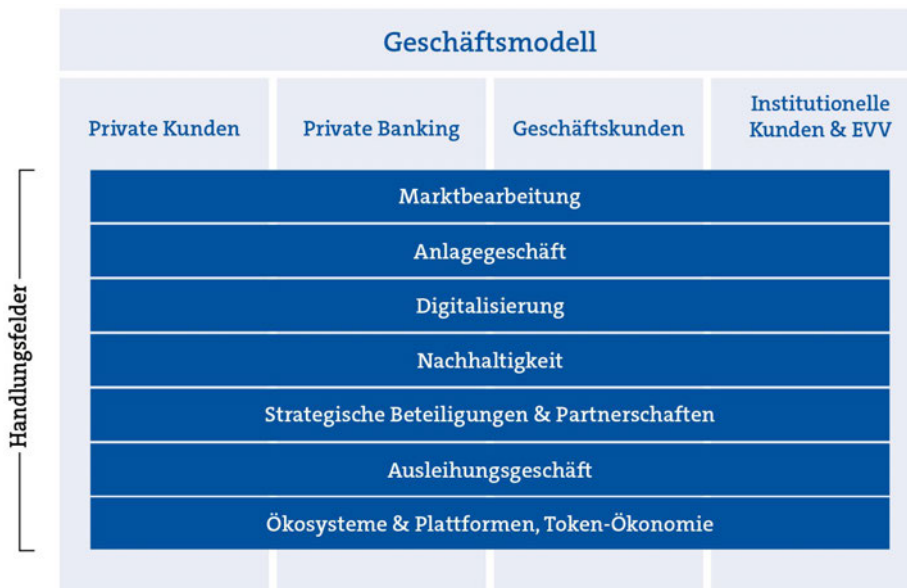 Geschäftsmodell
Private Kunden
Private Banking
Geschäftskunden
Institutionelle
Kunden & EVV
Handlungsfelder
Marktbearbeitung
Anlagegeschäft
Digitalisierung
Nachhaltigkeit
Strategische Beteiligungen & Partnerschaften
Ausleihungsgeschäft
Ökosysteme & Plattformen, Token-Ökonomie